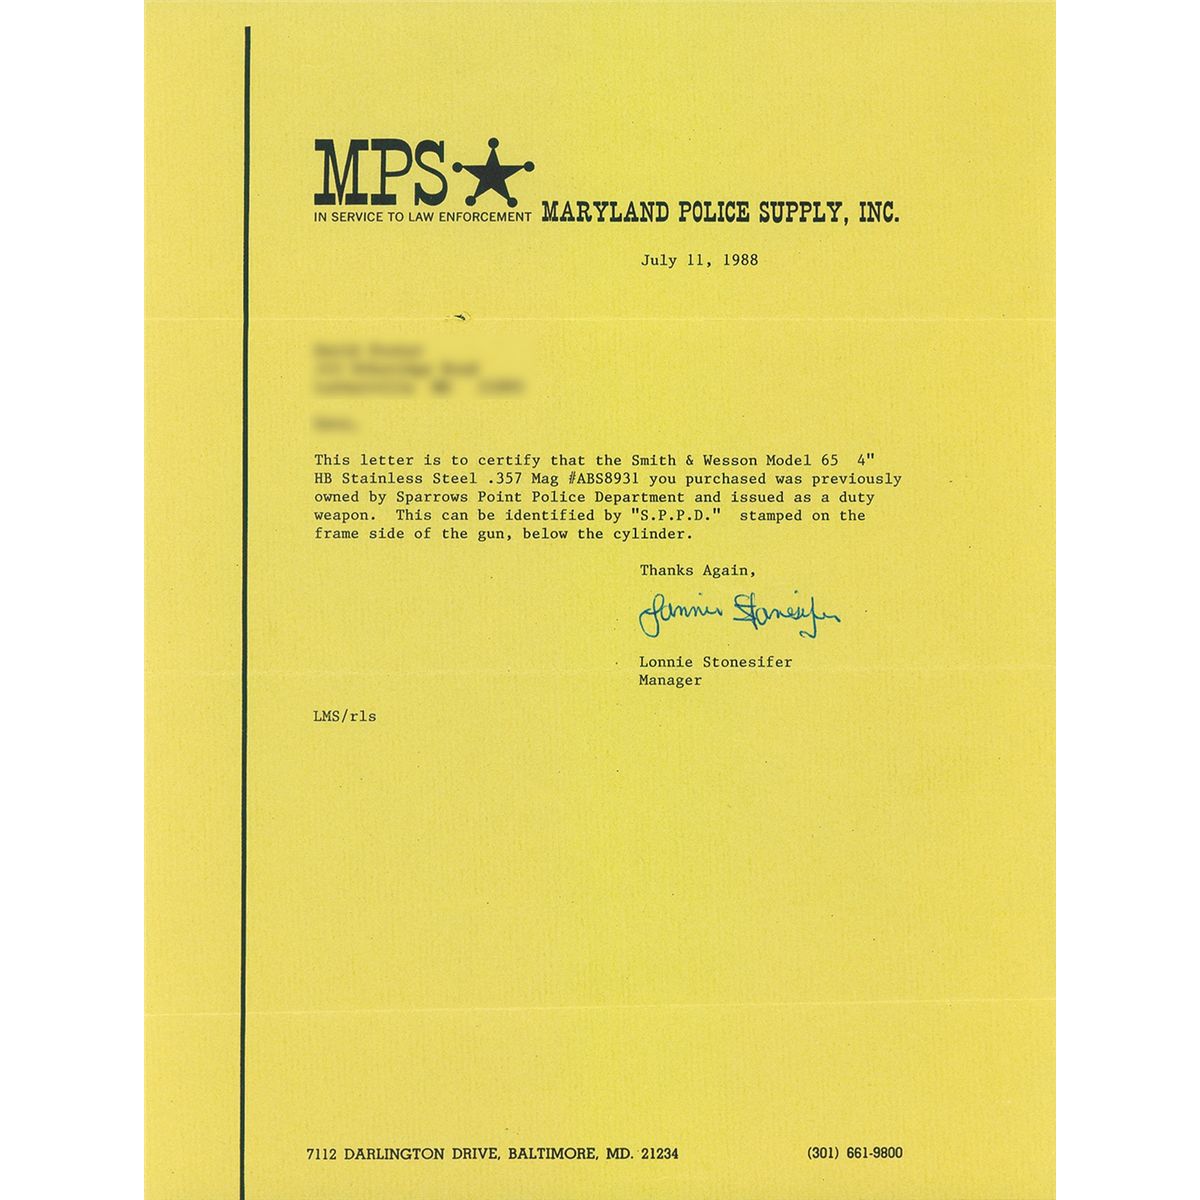 MPS
IN SERVICE TO LAW ENFORCEMENT MARYLAND POLICE SUPPLY, INC.
July 11, 1988
This letter is to certify that the Smith & Wesson Model 65 4"
HB Stainless Steel .357 Mag #ABS8931 you purchased was previously
owned by Sparrows Point Police Department and issued as a duty
weapon. This can be identified by "S.P.P.D." stamped on the
frame side of the gun, below the cylinder.
Thanks Again,
Lonnie Stonesifer
Lonnie Stonesifer
Manager
LMS/rls
7112 DARLINGTON DRIVE, BALTIMORE, MD. 21234 (301) 661-9800